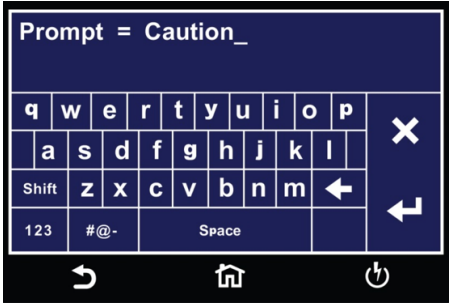 Prompt = Caution_
q w e r t y u i o p
a s d f g h j k l
Shift z x c v b n m
123 #@- Space